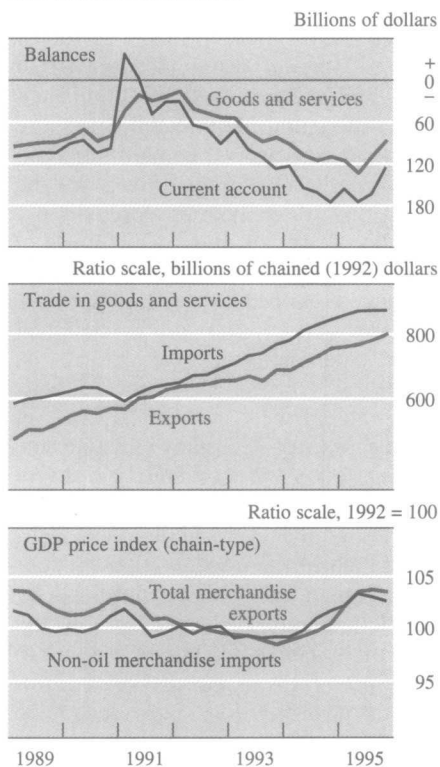 Billions of dollars
Balances
+
0
–
Goods and services
60
120
Current account
180
Ratio scale, billions of chained (1992) dollars
Trade in goods and services
800
Imports
600
Exports
Ratio scale, 1992 = 100
GDP price index (chain-type)
105
Total merchandise
exports
100
Non-oil merchandise imports
95
1989 1991 1993 1995